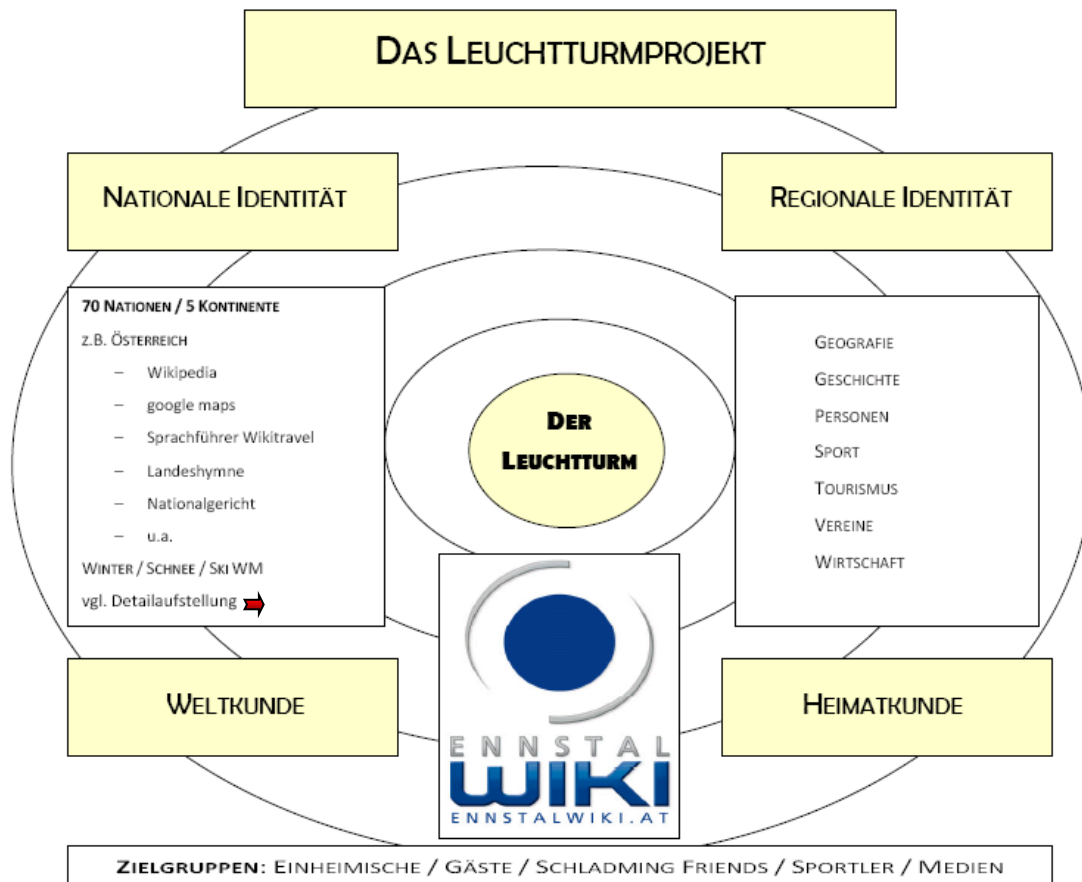 DAS LEUCHTTURMPROJEKT
NATIONALE IDENTITÄT
REGIONALE IDENTITÄT
70 NATIONEN / 5 KONTINENTE
Z.B. ÖSTERREICH
– Wikipedia
– google maps
– Sprachführer Wikitravel
– Landeshymne
– Nationalgericht
– u.a.
WINTER / SCHNEE / SKI WM
vgl. Detailaufstellung
DER
LEUCHTTURM
GEOGRAFIE
GESCHICHTE
PERSONEN
SPORT
TOURISMUS
VEREINE
WIRTSCHAFT
WELTKUNDE
HEIMATKUNDE
ENNSTAL
WIKI
ENNSTALWIKI.AT
ZIELGRUPPEN: EINHEIMISCHE / GÄSTE / SCHLADMING FRIENDS / SPORTLER / MEDIEN